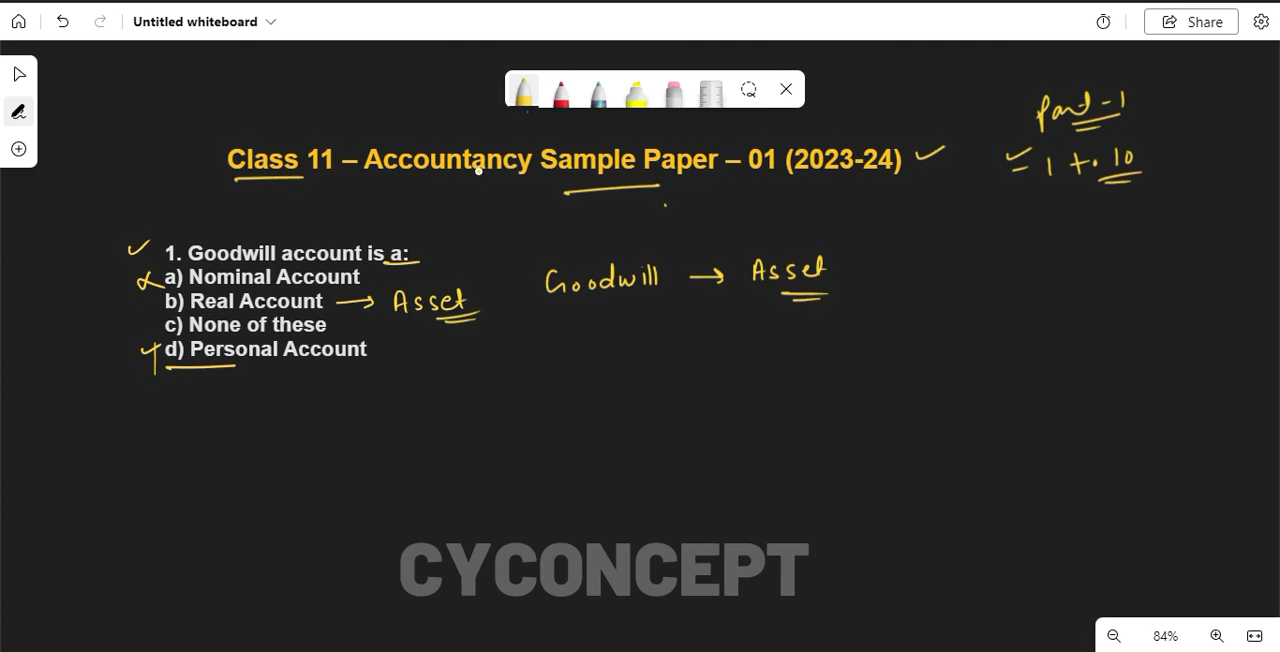 Untitled whiteboard
Share
Part - 1
Class 11 – Accountancy Sample Paper – 01 (2023-24)
= 1 to 10
1. Goodwill account is a:
a) Nominal Account
Goodwill → Asset
b) Real Account → Asset
c) None of these
d) Personal Account
CYCONCEPT
84%